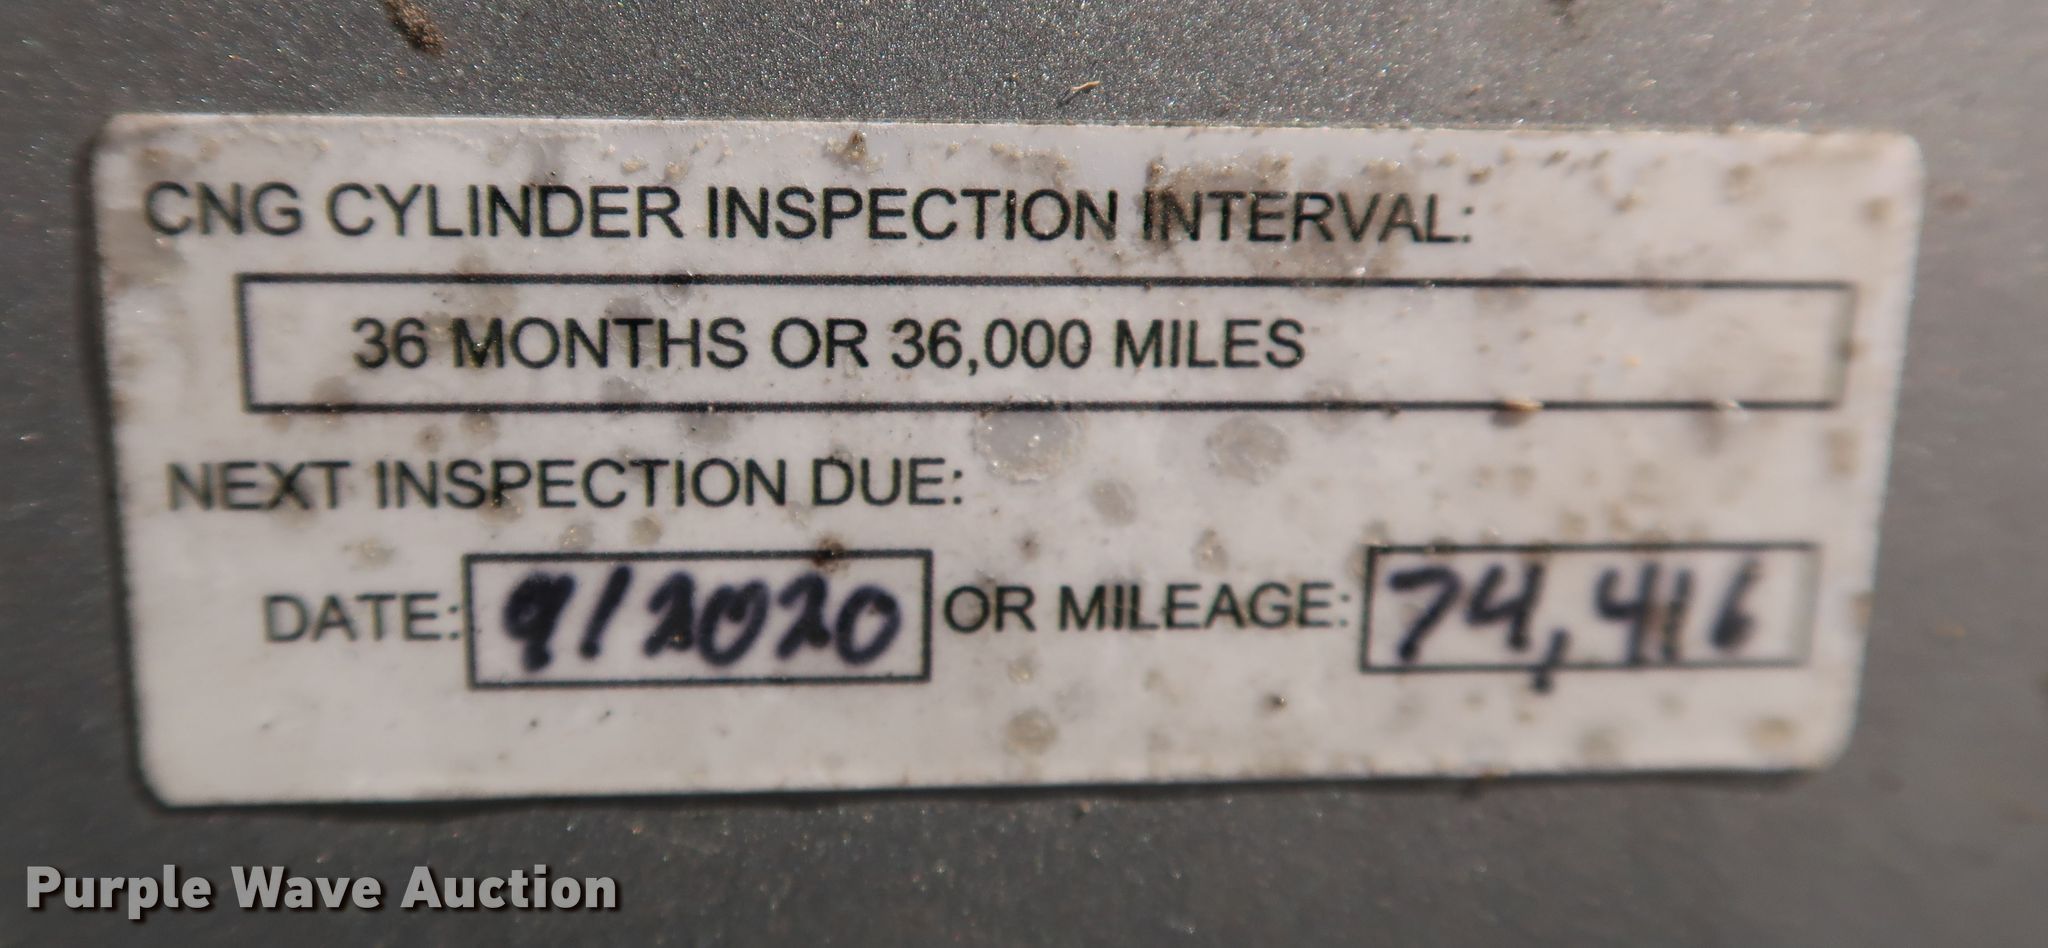 CNG CYLINDER INSPECTION INTERVAL:
36 MONTHS OR 36,000 MILES
NEXT INSPECTION DUE:
DATE: 9/2020 OR MILEAGE: 74,416
Purple Wave Auction